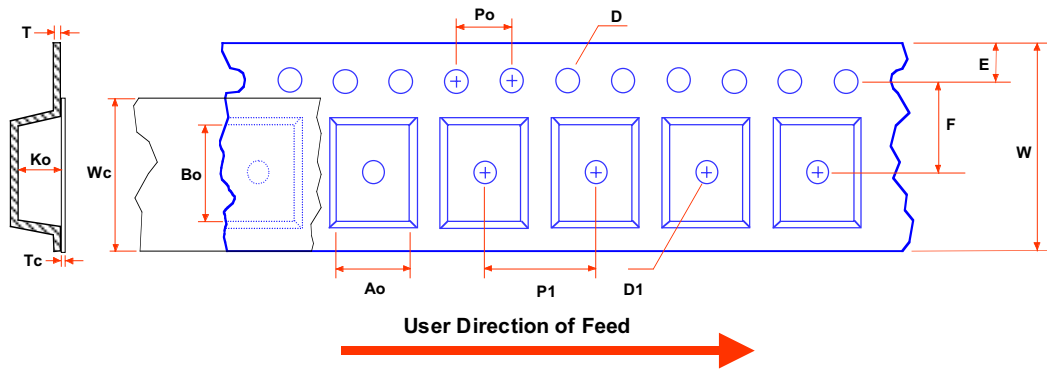 T
Po
D
E
Ko
Wc
Bo
F
W
Tc
Ao
P1
D1
User Direction of Feed